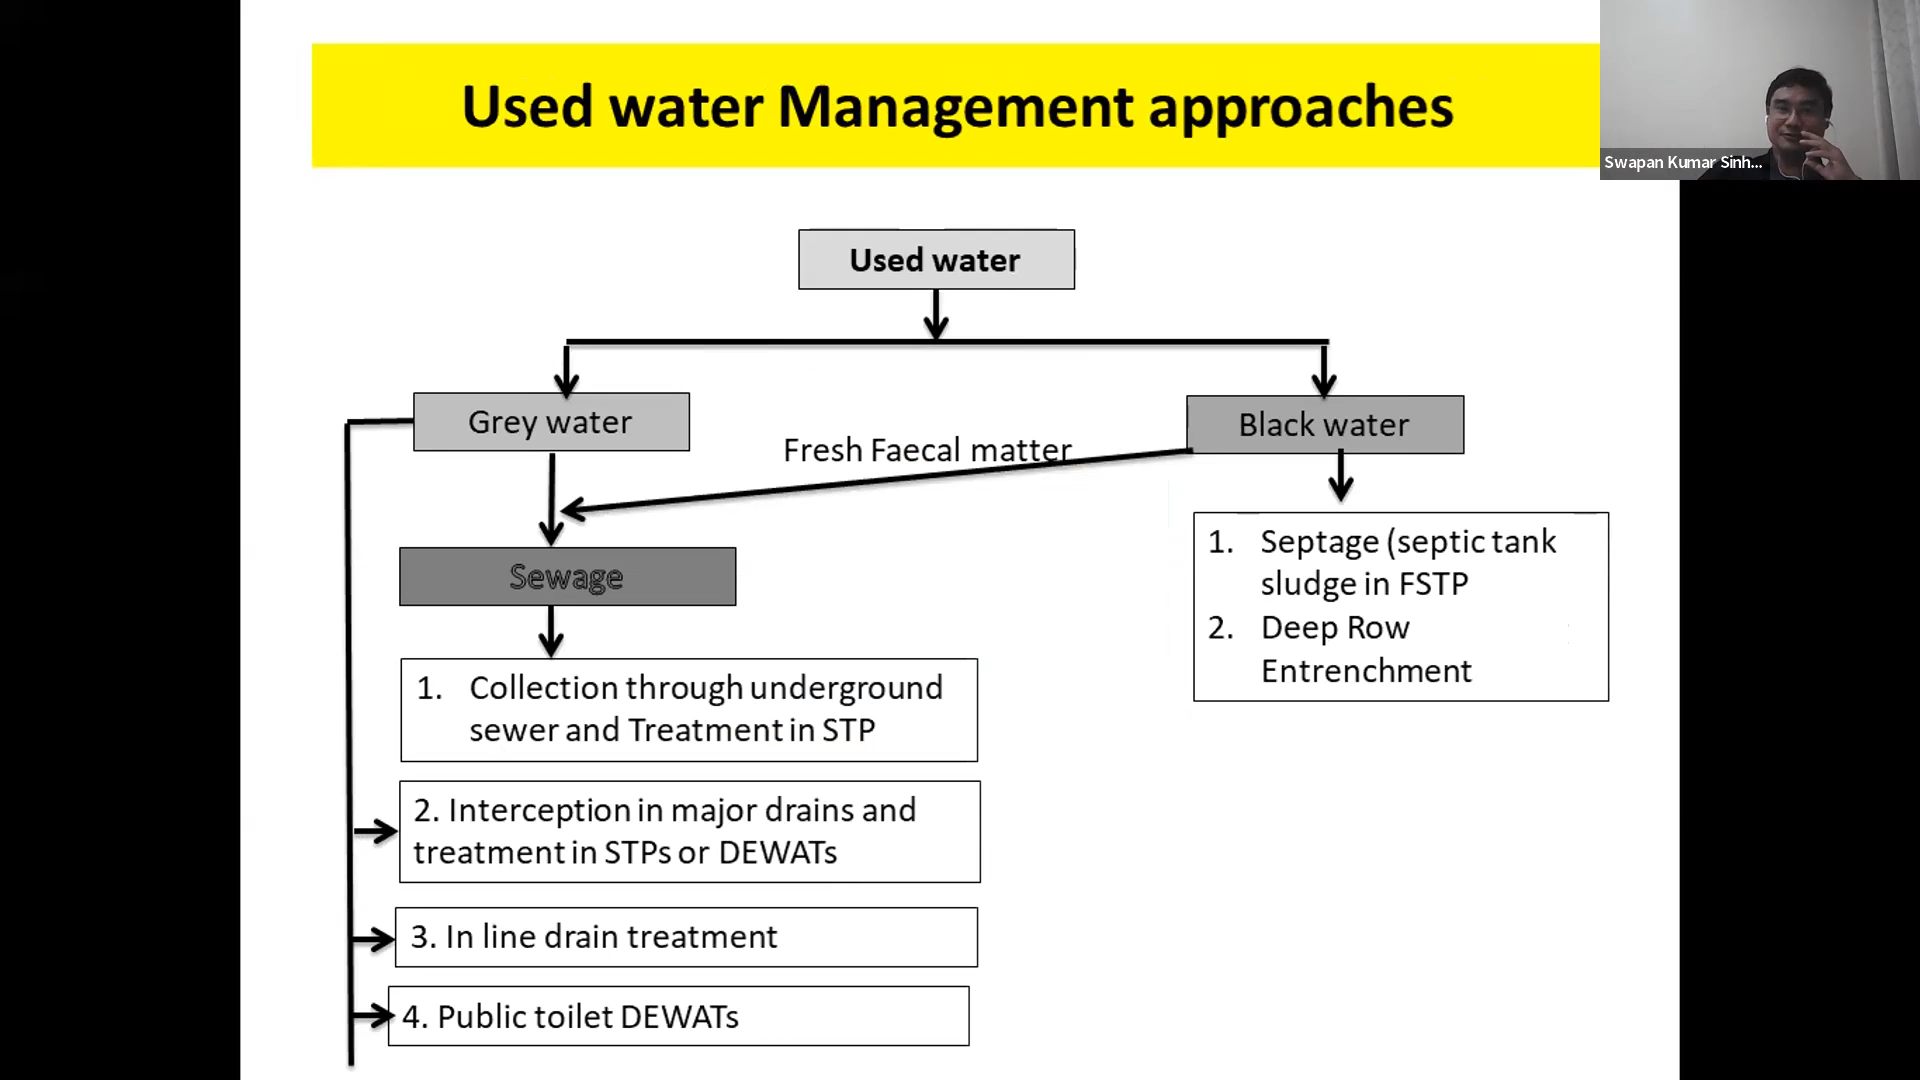 Used water Management approaches
Swapan Kumar Sinh...
Used water
Grey water
Black water
Fresh Faecal matter
Sewage
1. Septage (septic tank
sludge in FSTP
2. Deep Row
Entrenchment
1. Collection through underground
sewer and Treatment in STP
2. Interception in major drains and
treatment in STPs or DEWATs
3. In line drain treatment
4. Public toilet DEWATs